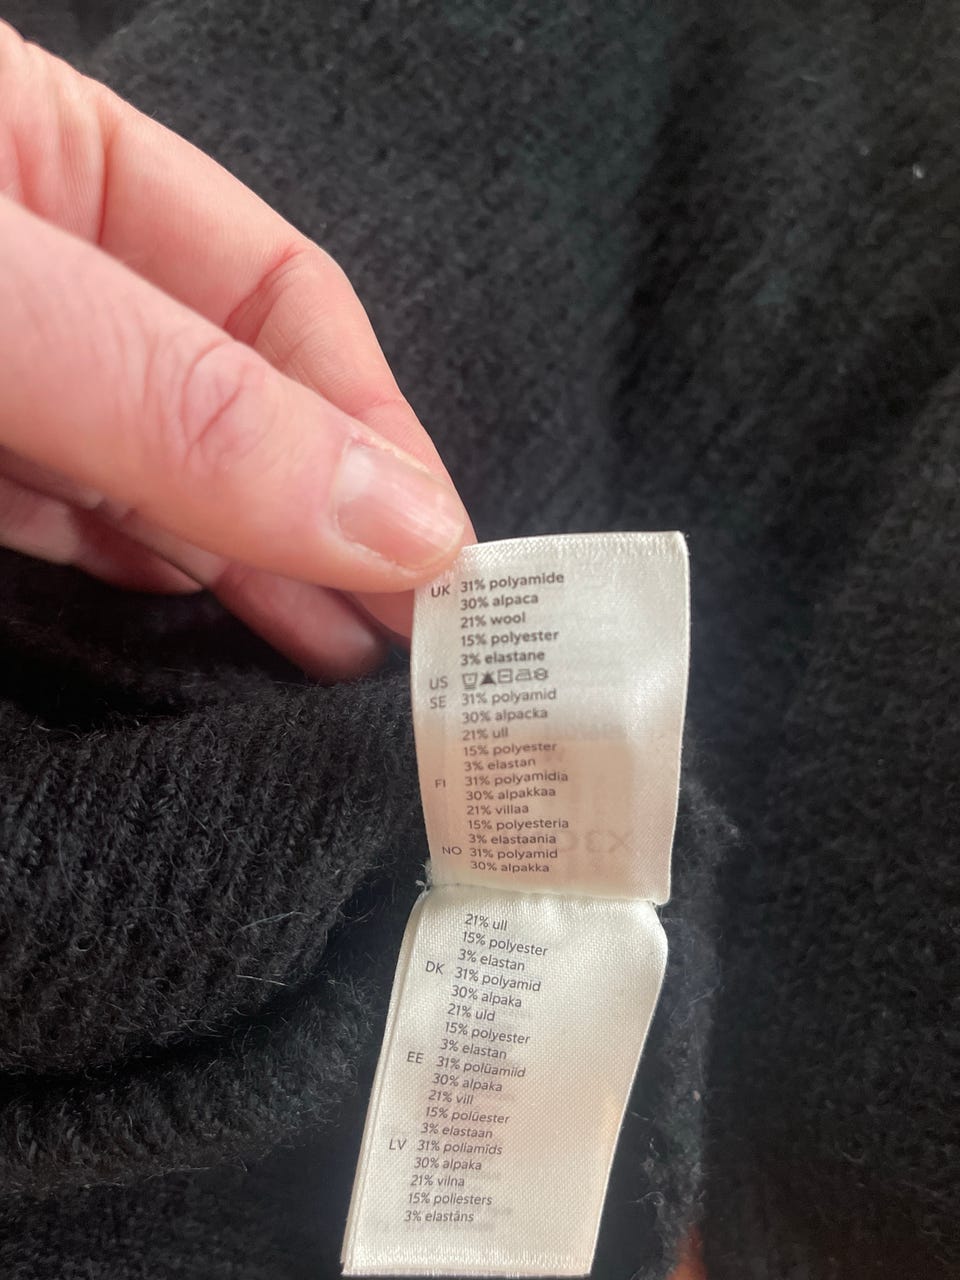 UK 31% polyamide
30% alpaca
21% wool
15% polyester
3% elastane
US
SE 31% polyamid
30% alpacka
21% ull
15% polyester
3% elastan
FI 31% polyamidia
30% alpakkaa
21% villaa
15% polyesteria
3% elastaania
NO 31% polyamid
30% alpakka
21% ull
15% polyester
3% elastan
DK 31% polyamid
30% alpaka
21% uld
15% polyester
3% elastan
EE 31% polüamiid
30% alpaka
21% vill
15% polüester
3% elastaan
LV 31% poliamīds
30% alpaka
21% vilna
15% poliesters
3% elastāns